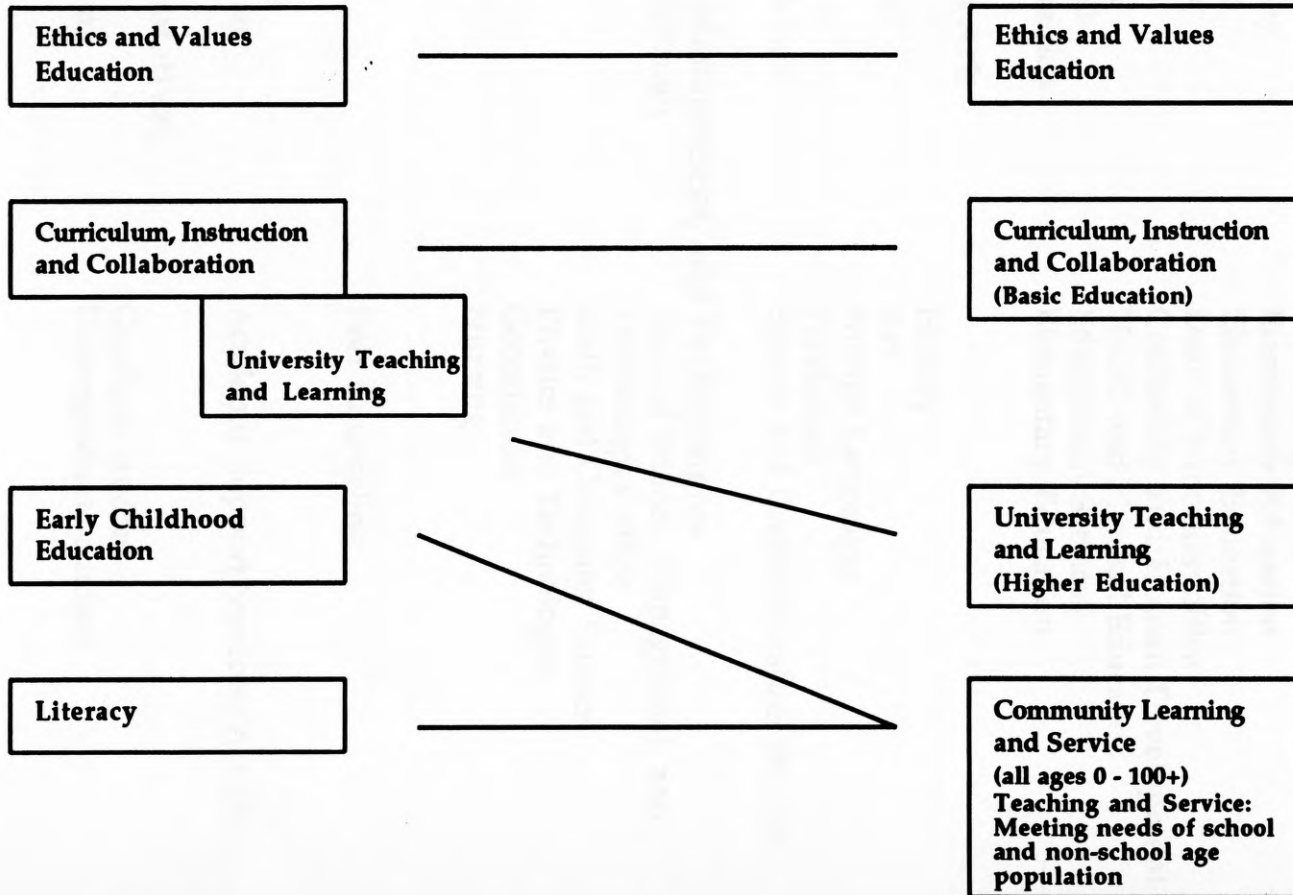 Ethics and Values
Education
Ethics and Values
Education
Curriculum, Instruction
and Collaboration
Curriculum, Instruction
and Collaboration
(Basic Education)
University Teaching
and Learning
Early Childhood
Education
University Teaching
and Learning
(Higher Education)
Literacy
Community Learning
and Service
(all ages 0 - 100+)
Teaching and Service:
Meeting needs of school
and non-school age
population